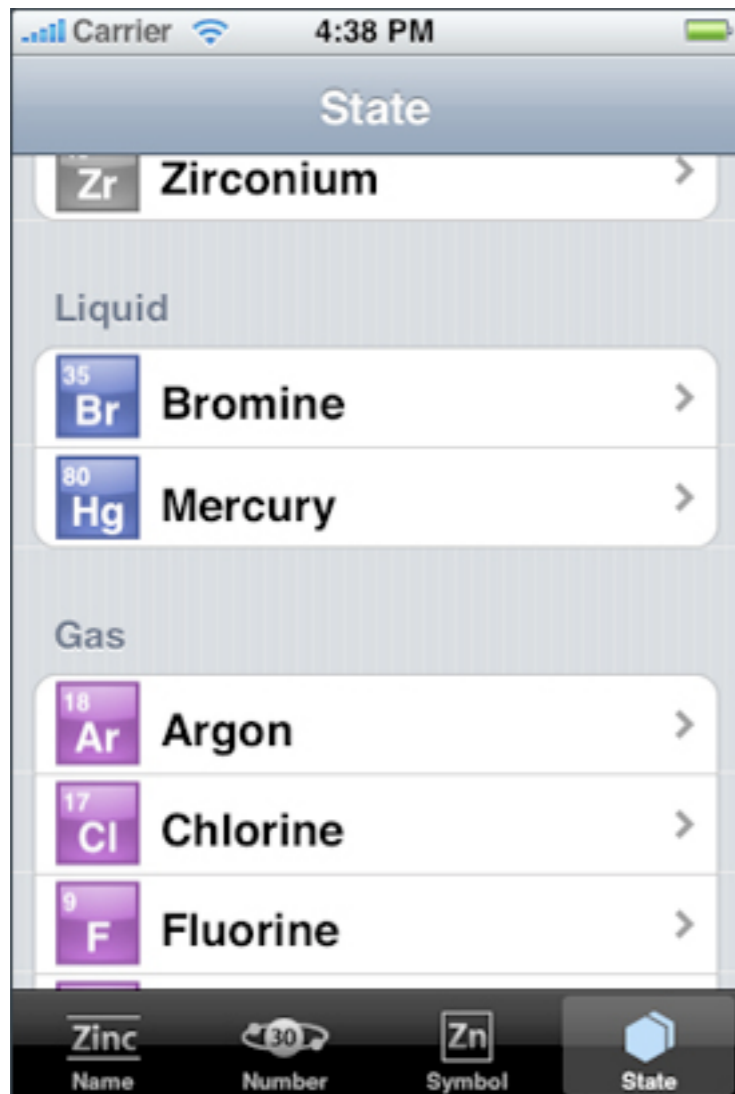 Carrier 4:38 PM
State
Zr Zirconium
Liquid
35
Br Bromine
80
Hg Mercury
Gas
18
Ar Argon
17
Cl Chlorine
9
F Fluorine
Zinc 30 Zn
Name Number Symbol State